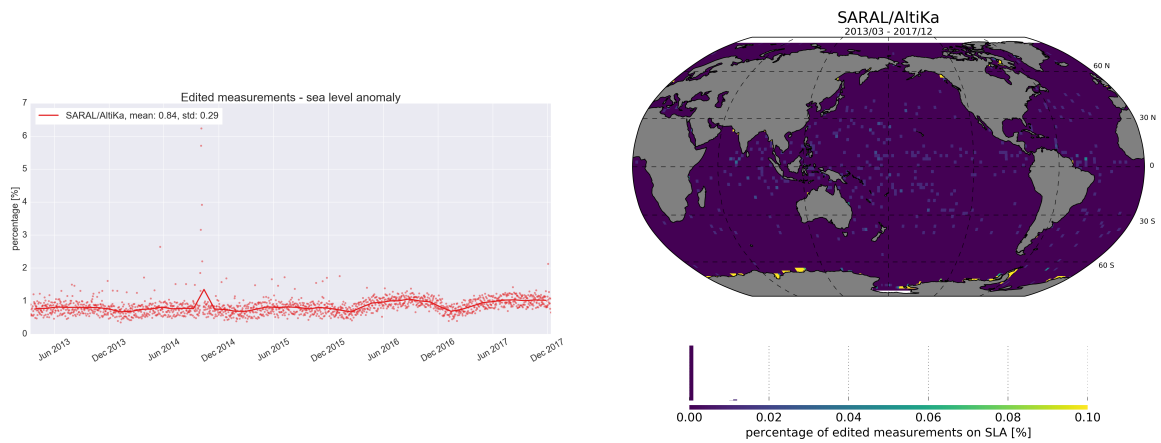 Edited measurements - sea level anomaly
SARAL/AltiKa, mean: 0.84, std: 0.29
percentage [%]
7
6
5
4
3
2
1
0
Jun 2013
Dec 2013
Jun 2014
Dec 2014
Jun 2015
Dec 2015
Jun 2016
Dec 2016
Jun 2017
Dec 2017
SARAL/AltiKa
2013/03 - 2017/12
60 N
30 N
0
30 S
60 S
0.00 0.02 0.04 0.06 0.08 0.10
percentage of edited measurements on SLA [%]